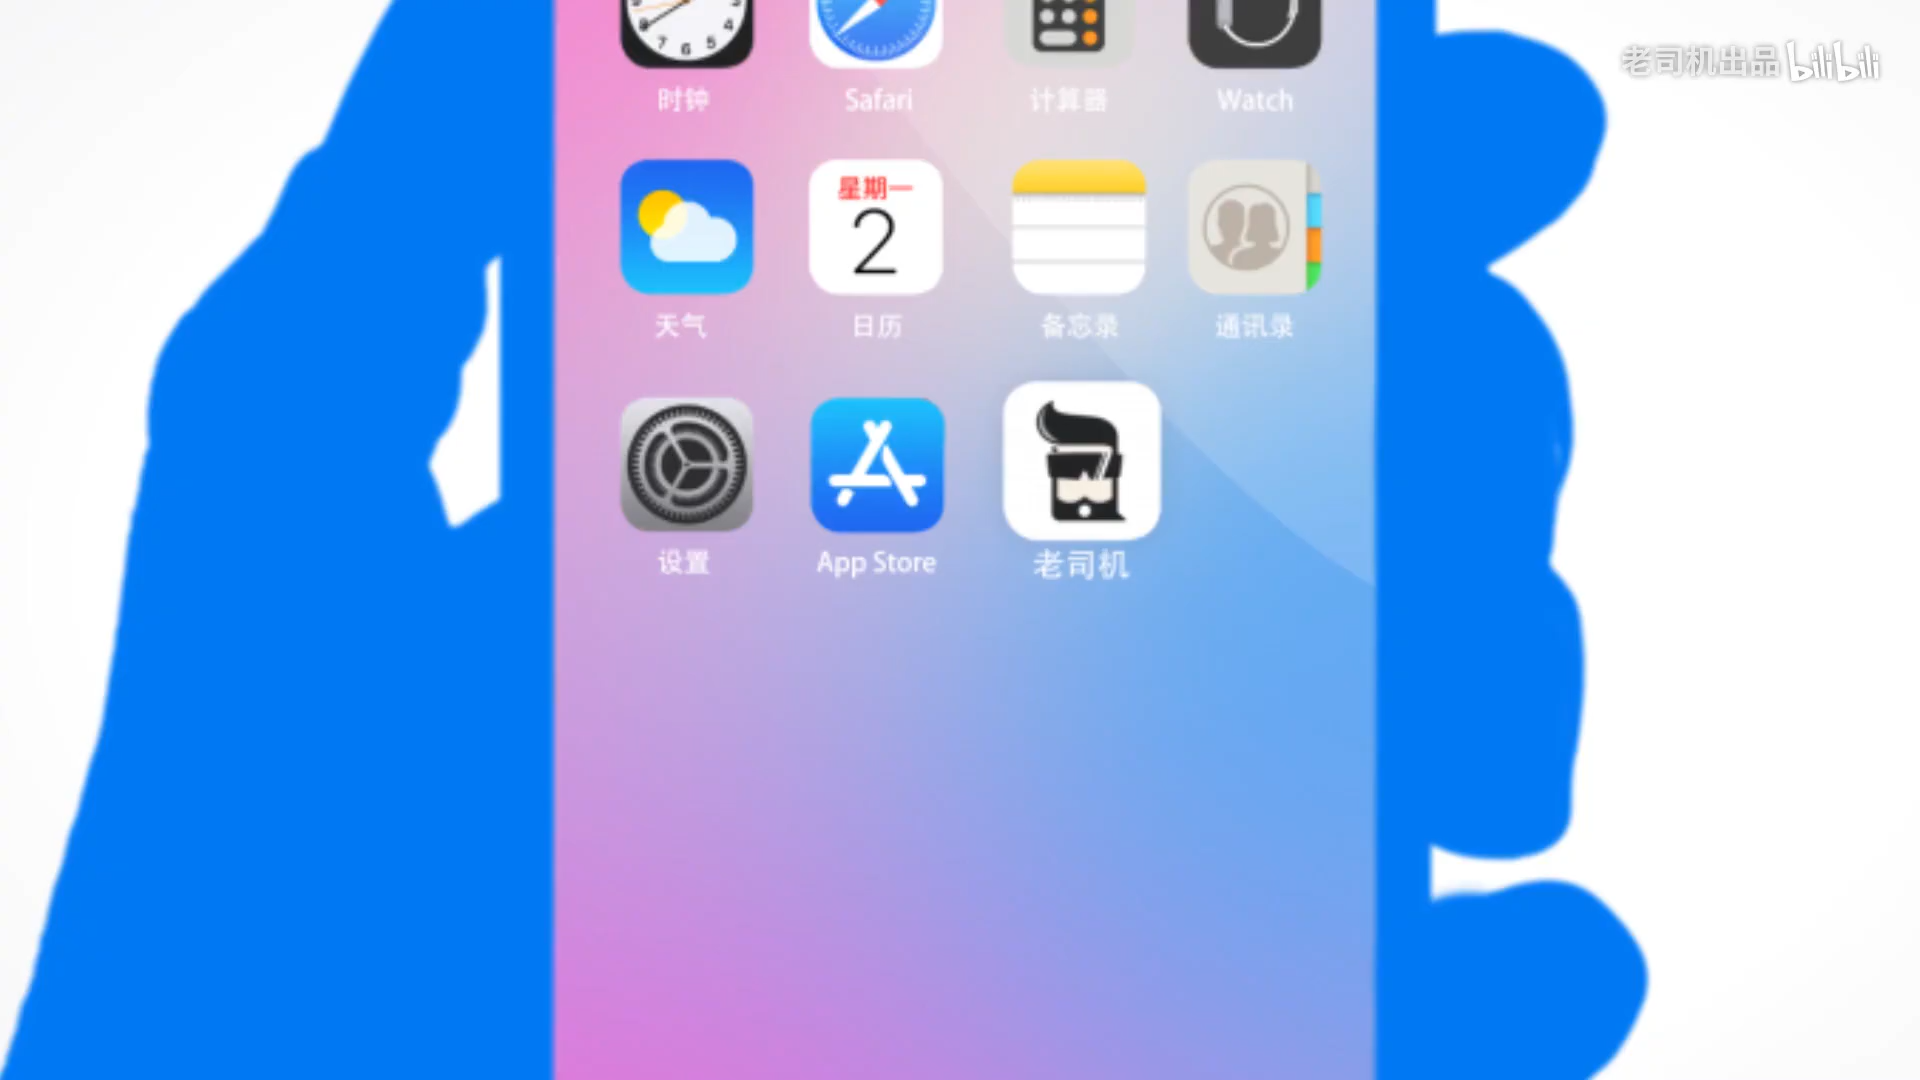 老司机出品 bilibili
时钟 Safari 计算器 Watch
星期一
2
天气 日历 备忘录 通讯录
设置 App Store 老司机